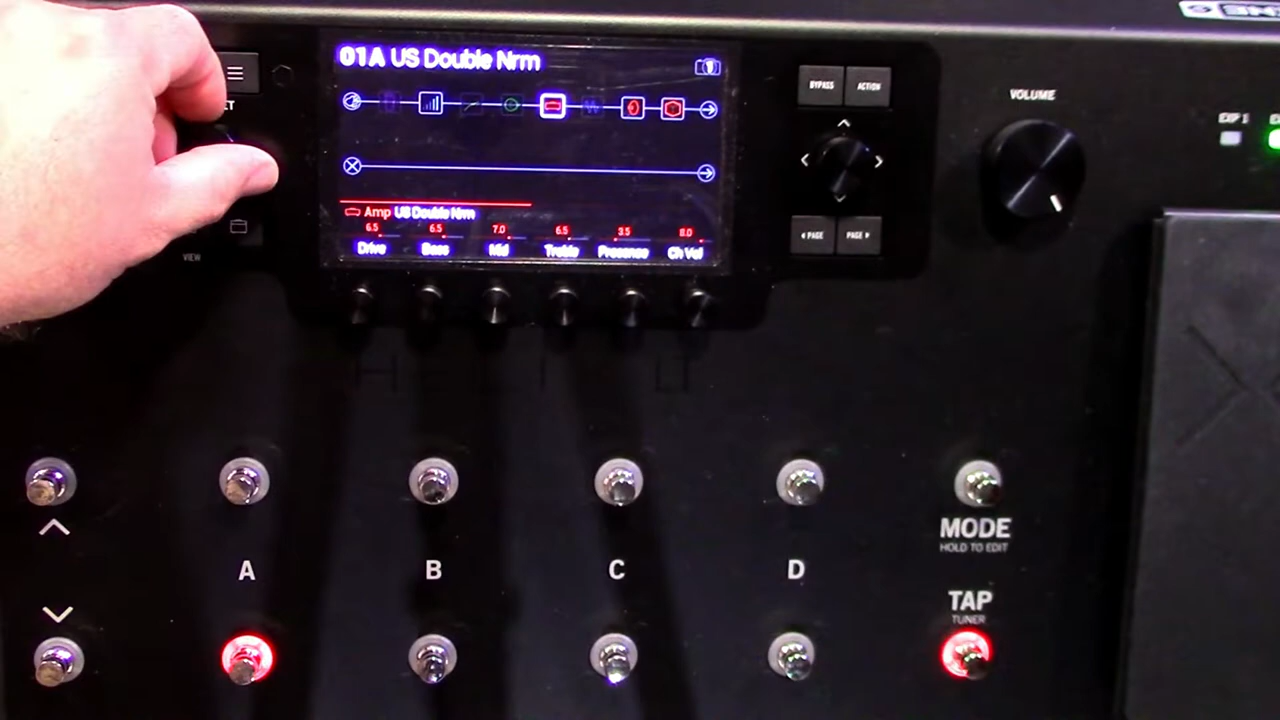 01A US Double Nrm
ET
BYPASS
ACTION
VOLUME
EXP 1
Amp US Double Nrm
6.5 6.5 7.0 6.5 3.5 8.0
Drive Bass Mid Treble Presence Ch Vol
PAGE
PAGE
VIEW
MODE
HOLD TO EDIT
A B C D
TAP
TUNER